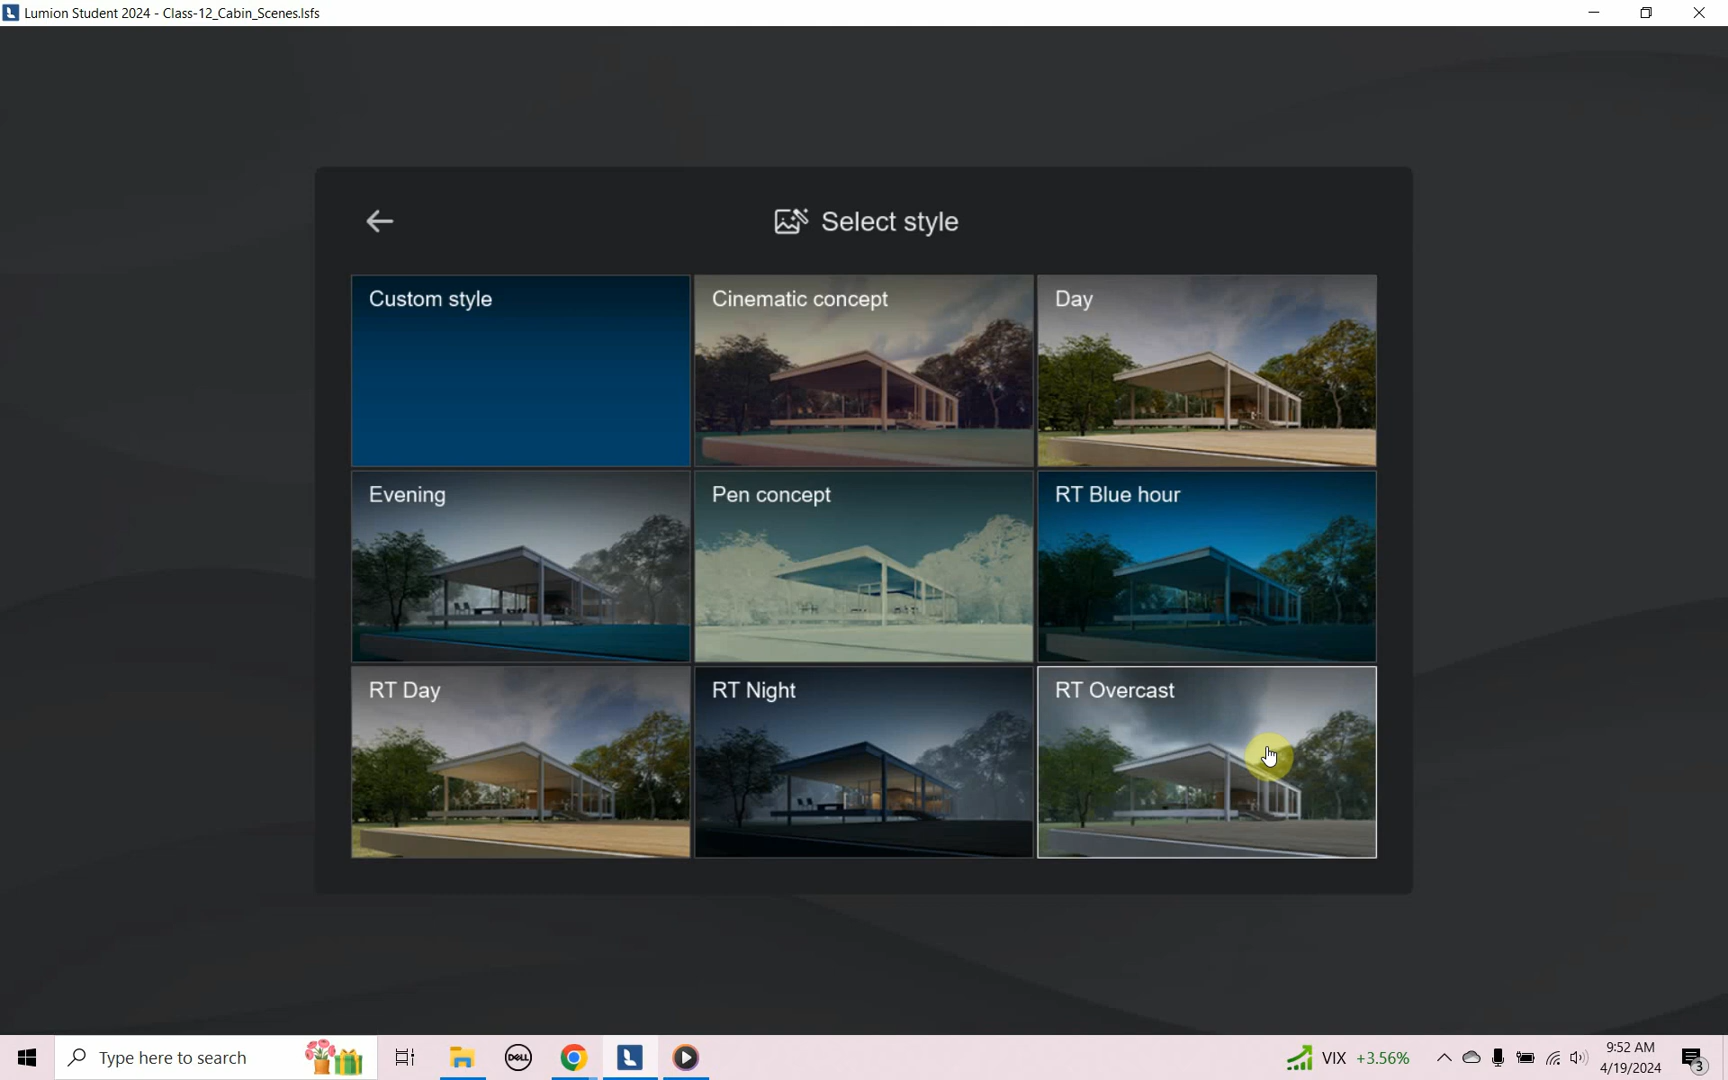 Lumion Student 2024 - Class-12_Cabin_Scenes.lsfs
Select style
Custom style
Cinematic concept
Day
Evening
Pen concept
RT Blue hour
RT Day
RT Night
RT Overcast
Type here to search
DELL
VIX +3.56%
9:52 AM
4/19/2024
3